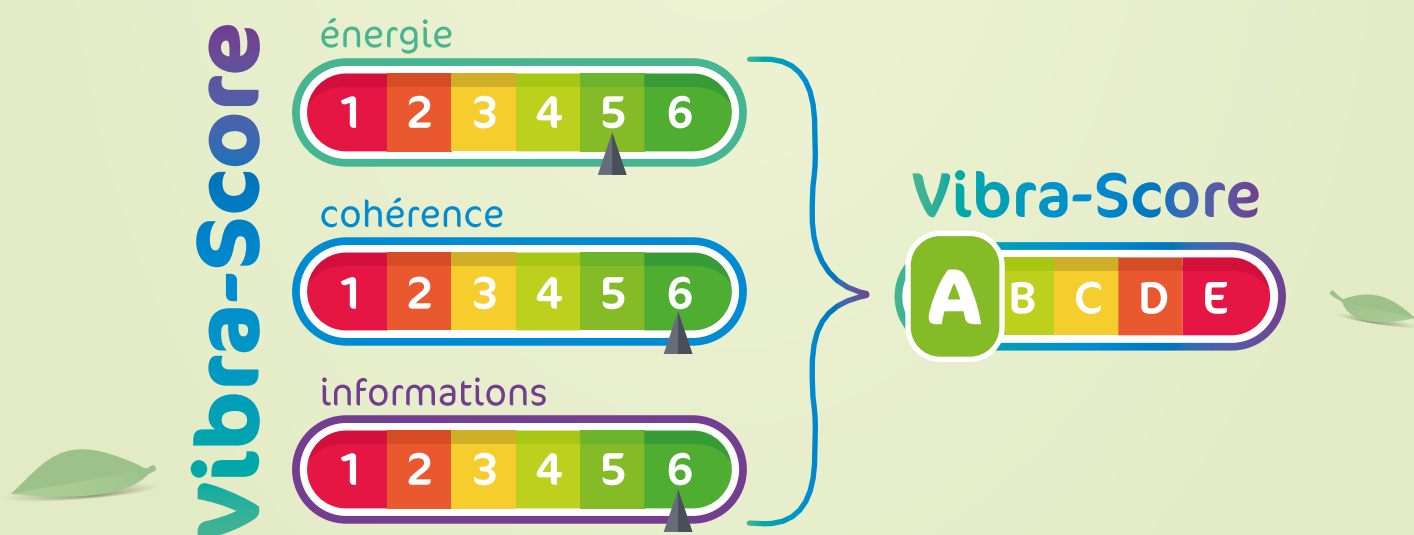 Vibra-Score
énergie
1 2 3 4 5 6
cohérence
1 2 3 4 5 6
informations
1 2 3 4 5 6
Vibra-Score
A B C D E